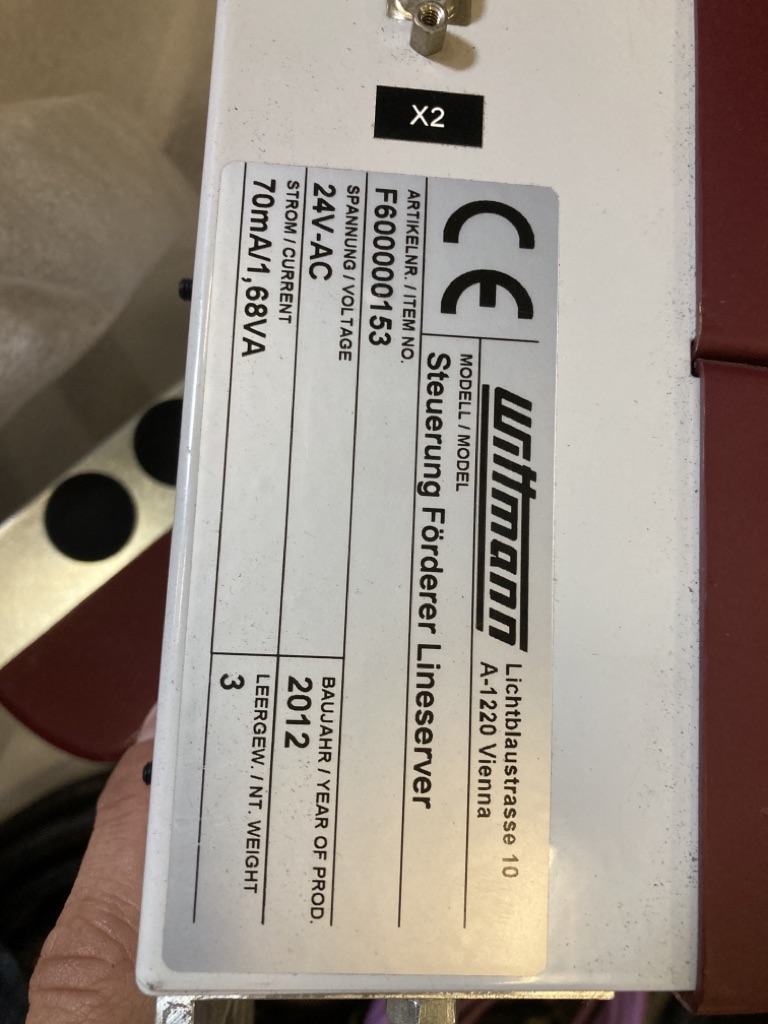 X2
CE
wittmann
Lichtblaustrasse 10
A-1220 Vienna
MODELL / MODEL
Steuerung Förderer Lineserver
ARTIKELNR. / ITEM NO.
F600000153
SPANNUNG / VOLTAGE
24V-AC
BAUJAHR / YEAR OF PROD.
2012
STROM / CURRENT
70mA/1,68VA
LEERGEW. / NT. WEIGHT
3